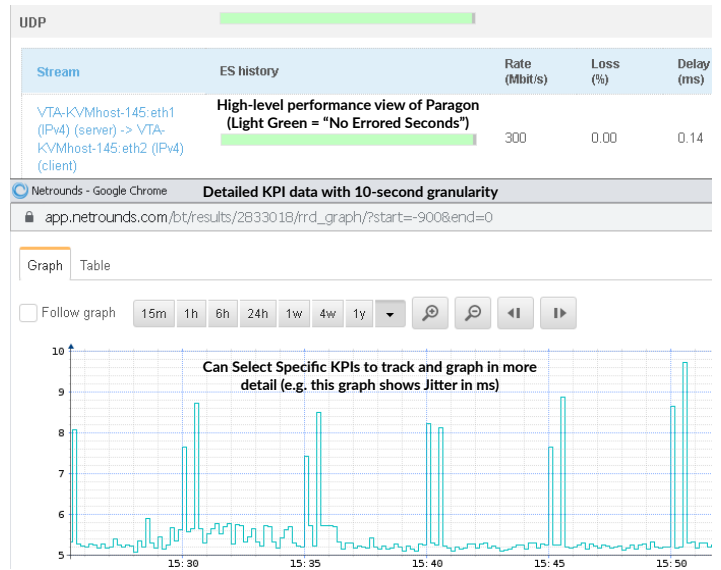 UDP
Stream ES history Rate (Mbit/s) Loss (%) Delay (ms)
VTA-KVMhost-145:eth1
(IPv4) (server) -> VTA-
KVMhost-145:eth2 (IPv4)
(client)
High-level performance view of Paragon
(Light Green = “No Errored Seconds”)
300 0.00 0.14
Netrounds - Google Chrome Detailed KPI data with 10-second granularity
app.netrounds.com/bt/results/2833018/rrd_graph/?start=-900&end=0
Graph Table
Follow graph 15m 1h 6h 24h 1w 4w 1y
Can Select Specific KPIs to track and graph in more
detail (e.g. this graph shows Jitter in ms)
10
9
8
7
6
5
15:30 15:35 15:40 15:45 15:50